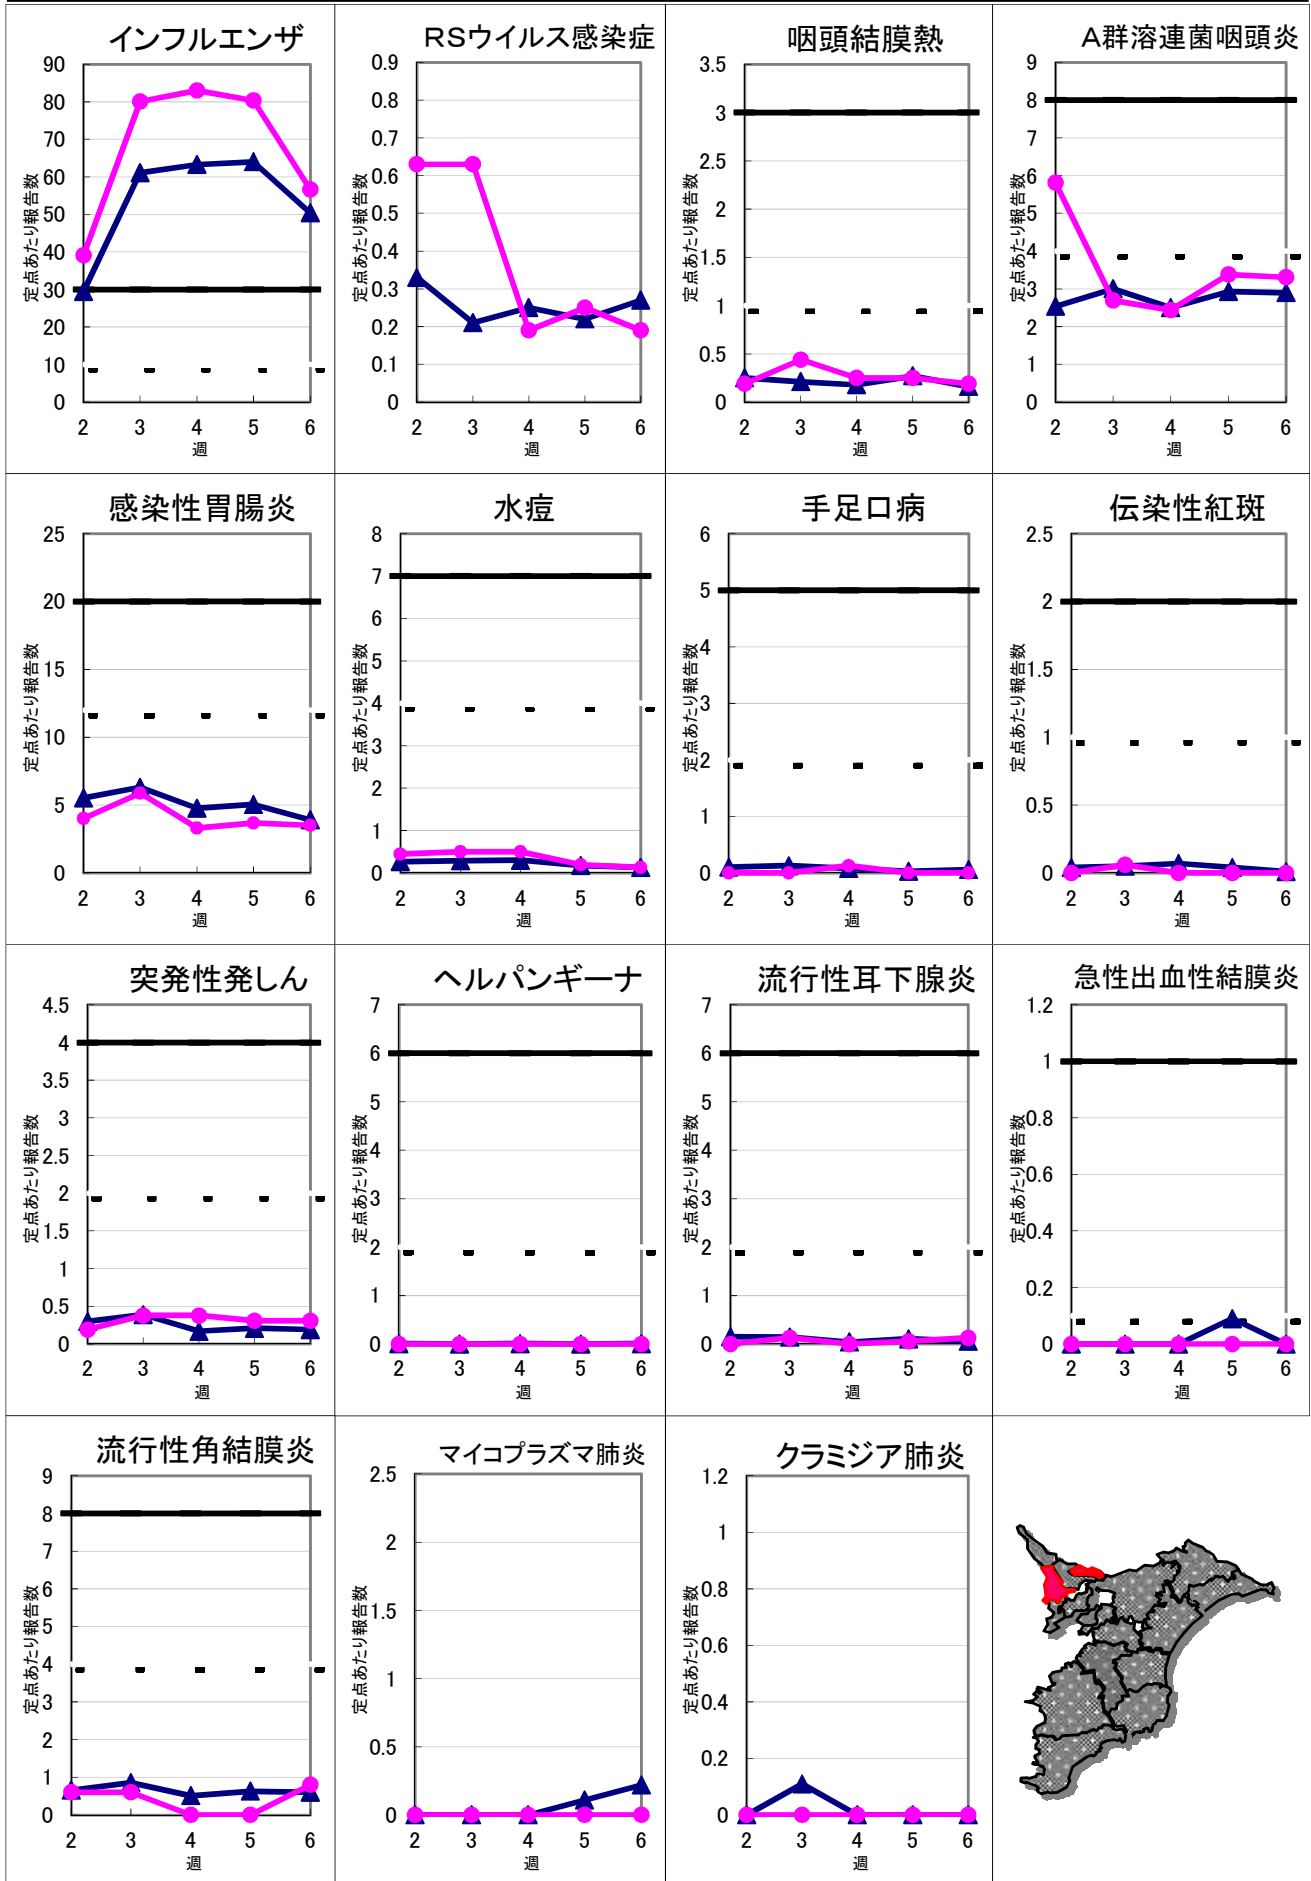 インフルエンザ
90
80
70
60
50
40
30
20
10
0
定点あたり報告数
2 3 4 5 6
週
RSウイルス感染症
0.9
0.8
0.7
0.6
0.5
0.4
0.3
0.2
0.1
0
定点あたり報告数
2 3 4 5 6
週
咽頭結膜熱
3.5
3
2.5
2
1.5
1
0.5
0
定点あたり報告数
2 3 4 5 6
週
A群溶連菌咽頭炎
9
8
7
6
5
4
3
2
1
0
定点あたり報告数
2 3 4 5 6
週
感染性胃腸炎
25
20
15
10
5
0
定点あたり報告数
2 3 4 5 6
週
水痘
8
7
6
5
4
3
2
1
0
定点あたり報告数
2 3 4 5 6
週
手足口病
6
5
4
3
2
1
0
定点あたり報告数
2 3 4 5 6
週
伝染性紅斑
2.5
2
1.5
1
0.5
0
定点あたり報告数
2 3 4 5 6
週
突発性発しん
4.5
4
3.5
3
2.5
2
1.5
1
0.5
0
定点あたり報告数
2 3 4 5 6
週
ヘルパンギーナ
7
6
5
4
3
2
1
0
定点あたり報告数
2 3 4 5 6
週
流行性耳下腺炎
7
6
5
4
3
2
1
0
定点あたり報告数
2 3 4 5 6
週
急性出血性結膜炎
1.2
1
0.8
0.6
0.4
0.2
0
定点あたり報告数
2 3 4 5 6
週
流行性角結膜炎
9
8
7
6
5
4
3
2
1
0
定点あたり報告数
2 3 4 5 6
週
マイコプラズマ肺炎
2.5
2
1.5
1
0.5
0
定点あたり報告数
2 3 4 5 6
週
クラミジア肺炎
1.2
1
0.8
0.6
0.4
0.2
0
定点あたり報告数
2 3 4 5 6
週